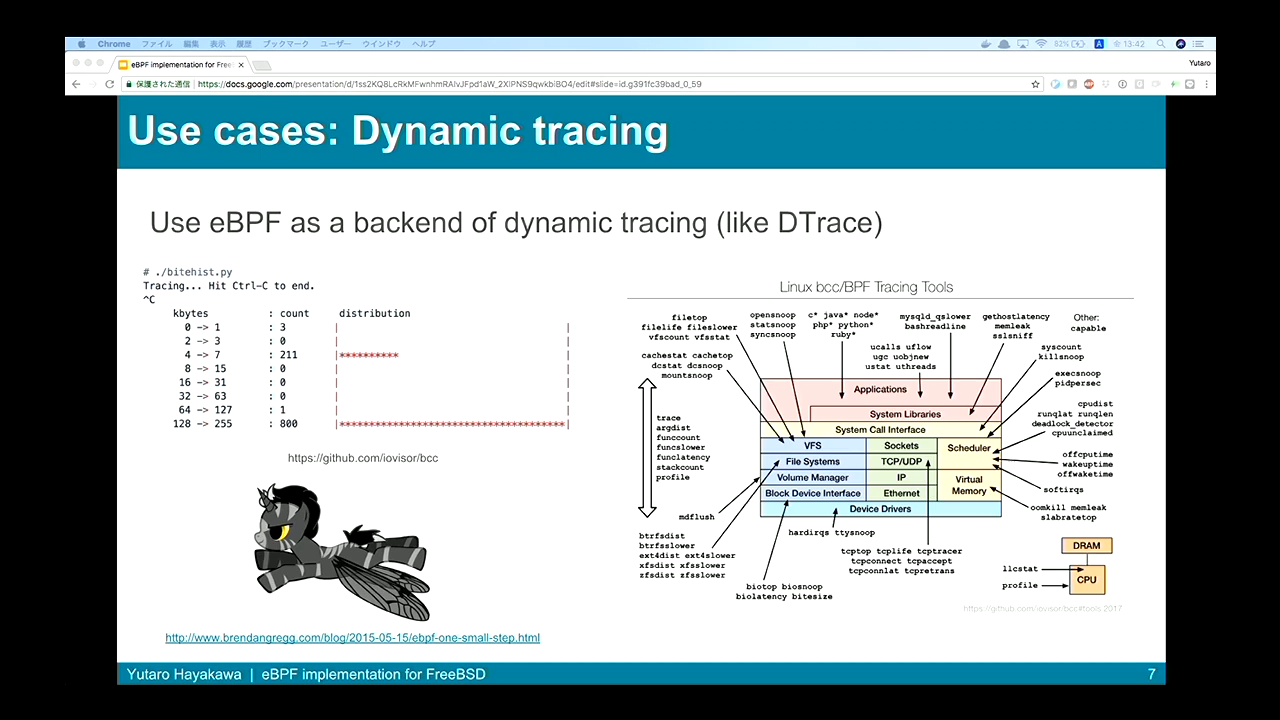 Chrome ファイル 編集 表示 履歴 ブックマーク ユーザー ウインドウ ヘルプ
82% A 13:42
eBPF implementation for FreeB
Yutaro
保護された通信 https://docs.google.com/presentation/d/1ss2KQ8LcRkMFwnhmRAIvJFpd1aW_2XlPNS9qwkbiBO4/edit#slide=id.g391fc39bad_0_59
Use cases: Dynamic tracing
Use eBPF as a backend of dynamic tracing (like DTrace)
# ./bitehist.py
Tracing... Hit Ctrl-C to end.
^C
kbytes : count distribution
0 -> 1 : 3 | |
2 -> 3 : 0 | |
4 -> 7 : 211 |********** |
8 -> 15 : 0 | |
16 -> 31 : 0 | |
32 -> 63 : 0 | |
64 -> 127 : 1 | |
128 -> 255 : 800 |**************************************|
https://github.com/iovisor/bcc
http://www.brendangregg.com/blog/2015-05-15/ebpf-one-small-step.html
Linux bcc/BPF Tracing Tools
filetop
filelife fileslower
vfscount vfsstat
opensnoop
statsnoop
syncsnoop
c* java* node*
php* python*
ruby*
mysqld_qslower
bashreadline
gethostlatency
memleak
sslsniff
Other:
capable
cachestat cachetop
dcstat dcsnoop
mountsnoop
ucalls uflow
ugc uobjnew
ustat uthreads
syscount
killsnoop
execsnoop
pidpersec
trace
argdist
funccount
funcslower
funclatency
stackcount
profile
Applications
System Libraries
System Call Interface
VFS
Sockets
Scheduler
File Systems
TCP/UDP
Volume Manager
IP
Virtual
Memory
Block Device Interface
Ethernet
Device Drivers
cpudist
runqlat runqlen
deadlock_detector
cpuunclaimed
offcputime
wakeuptime
offwaketime
softirqs
oomkill memleak
slabratetop
mdflush
btrfsdist
btrfsslower
ext4dist ext4slower
xfsdist xfsslower
zfsdist zfsslower
hardirqs ttysnoop
biotop biosnoop
biolatency bitesize
tcptop tcplife tcptracer
tcpconnect tcpaccept
tcpconnlat tcpretrans
DRAM
llcstat
profile
CPU
https://github.com/iovisor/bcc#tools 2017
Yutaro Hayakawa | eBPF implementation for FreeBSD
7